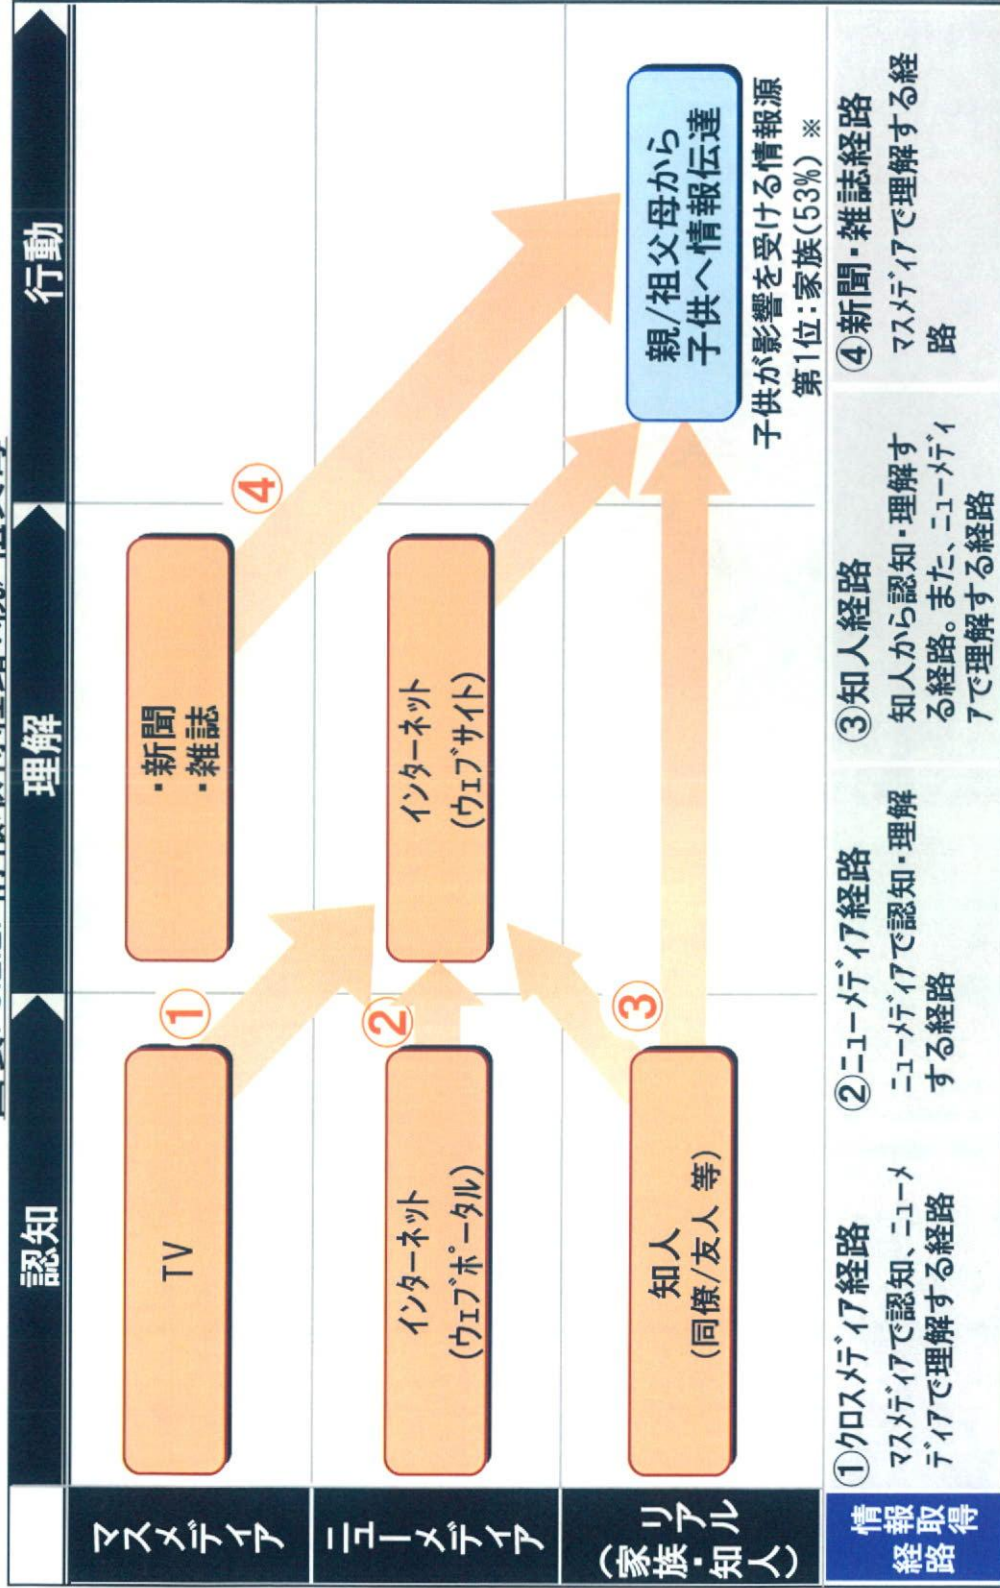 認知
理解
行動
マスメディア
TV
①
・新聞
・雑誌
④
ニューメディア
インターネット
(ウェブポータル)
②
インターネット
(ウェブサイト)
リアル
(家族・知人)
知人
(同僚/友人 等)
③
親/祖父母から
子供へ情報伝達
子供が影響を受ける情報源
第1位:家族(53%) ※
情報取得
経路
①クロスメディア経路
マスメディアで認知、ニューメ
ディアで理解する経路
②ニューメディア経路
ニューメディアで認知・理解
する経路
③知人経路
知人から認知・理解す
る経路。また、ニューメディ
アで理解する経路
④新聞・雑誌経路
マスメディアで理解する経
路